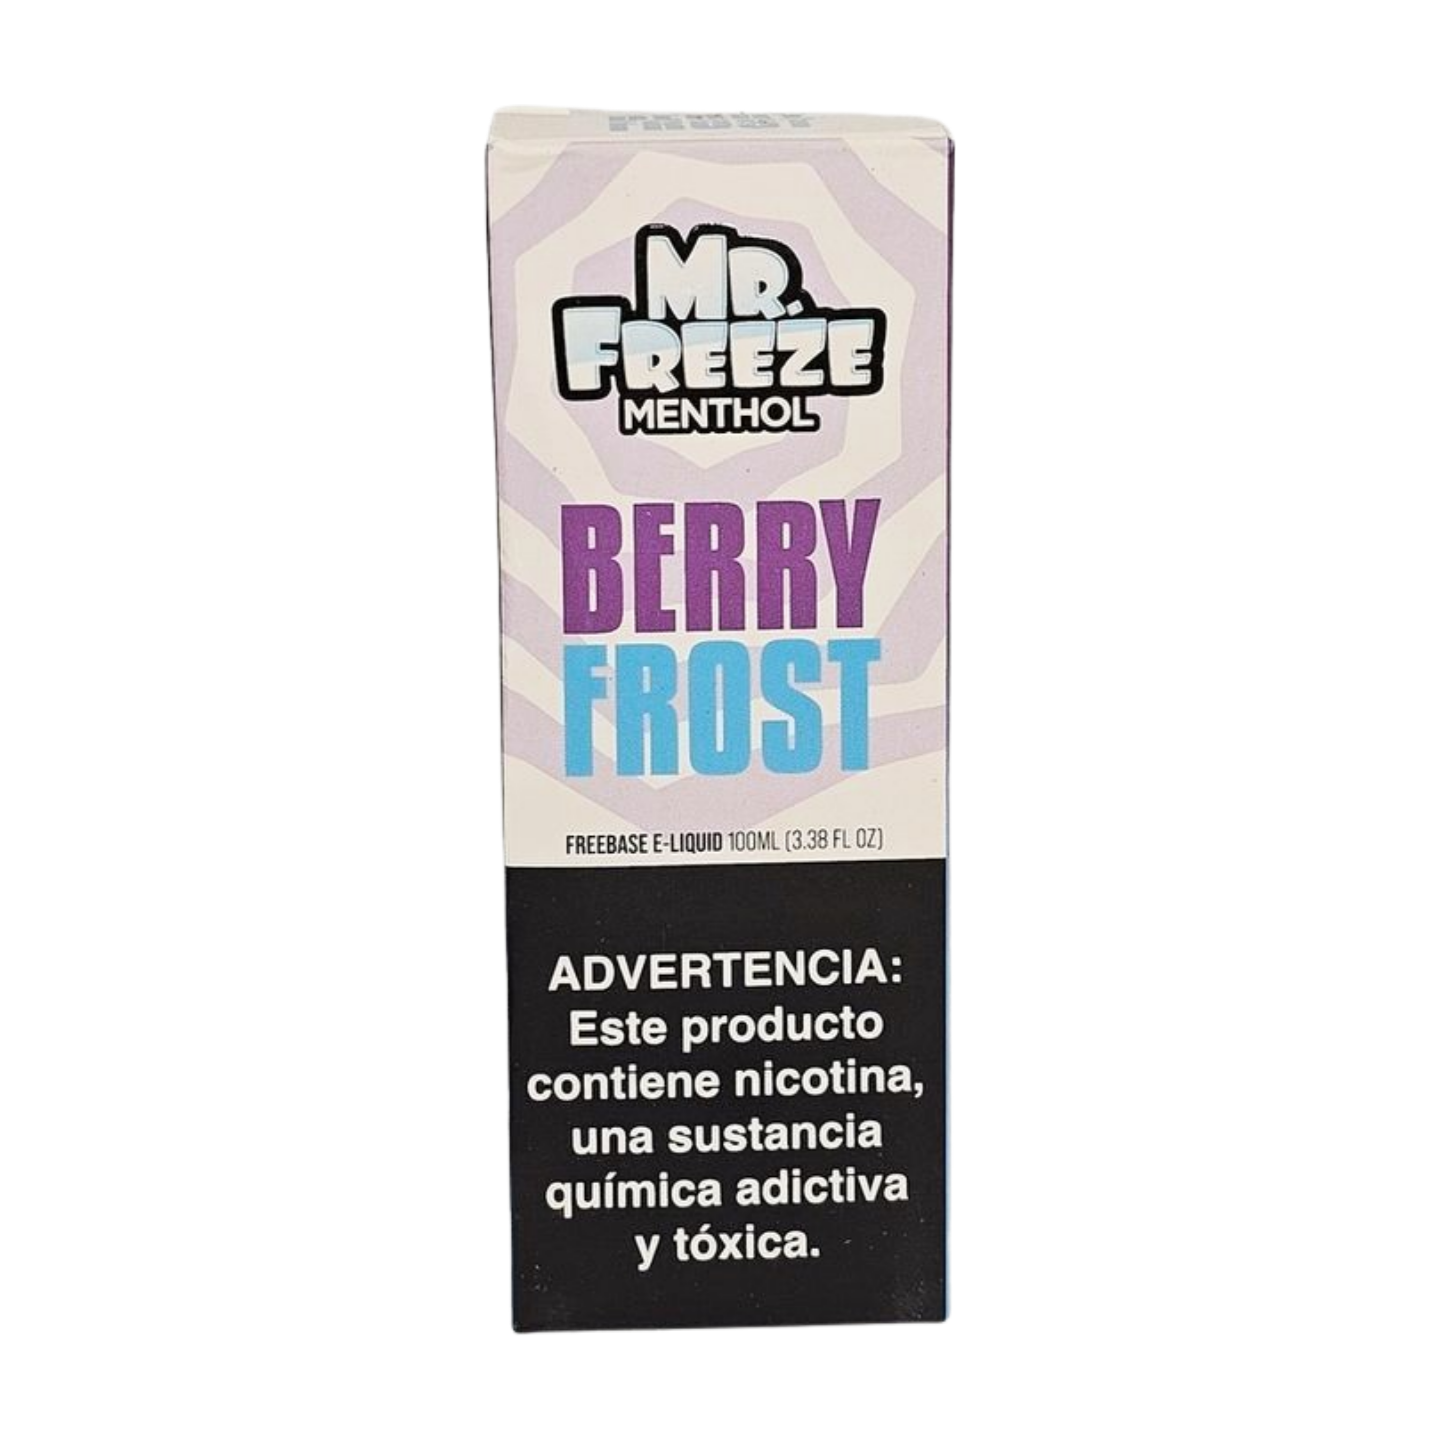 FROST
MR.
FREEZE
MENTHOL
BERRY
FROST
FREEBASE E-LIQUID 100ML (3.38 FL OZ)
ADVERTENCIA:
Este producto
contiene nicotina,
una sustancia
química adictiva
y tóxica.